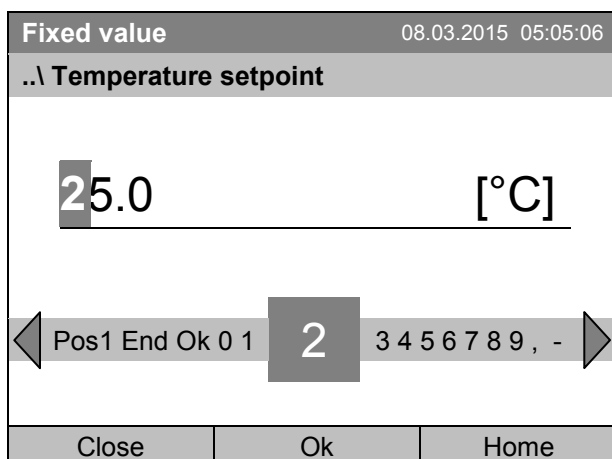 Fixed value 08.03.2015 05:05:06
..\ Temperature setpoint
25.0 [°C]
Pos1 End Ok 0 1 2 3 4 5 6 7 8 9 , -
Close Ok Home